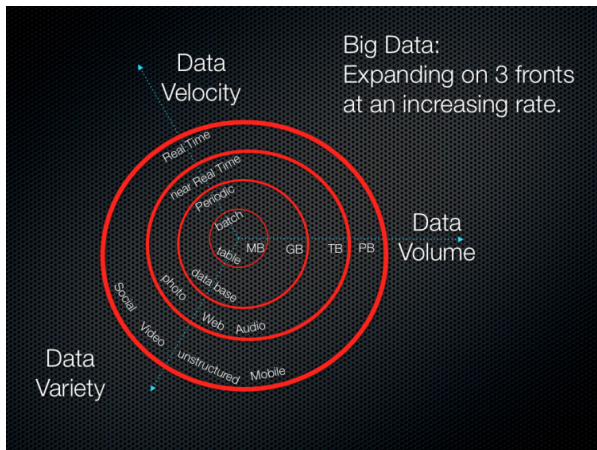 Big Data:
Expanding on 3 fronts
at an increasing rate.
Data
Velocity
Real Time
near Real Time
Periodic
batch
table
MB
GB
TB
PB
Data
Volume
data base
photo
Web
Audio
Social
Video
unstructured
Mobile
Data
Variety